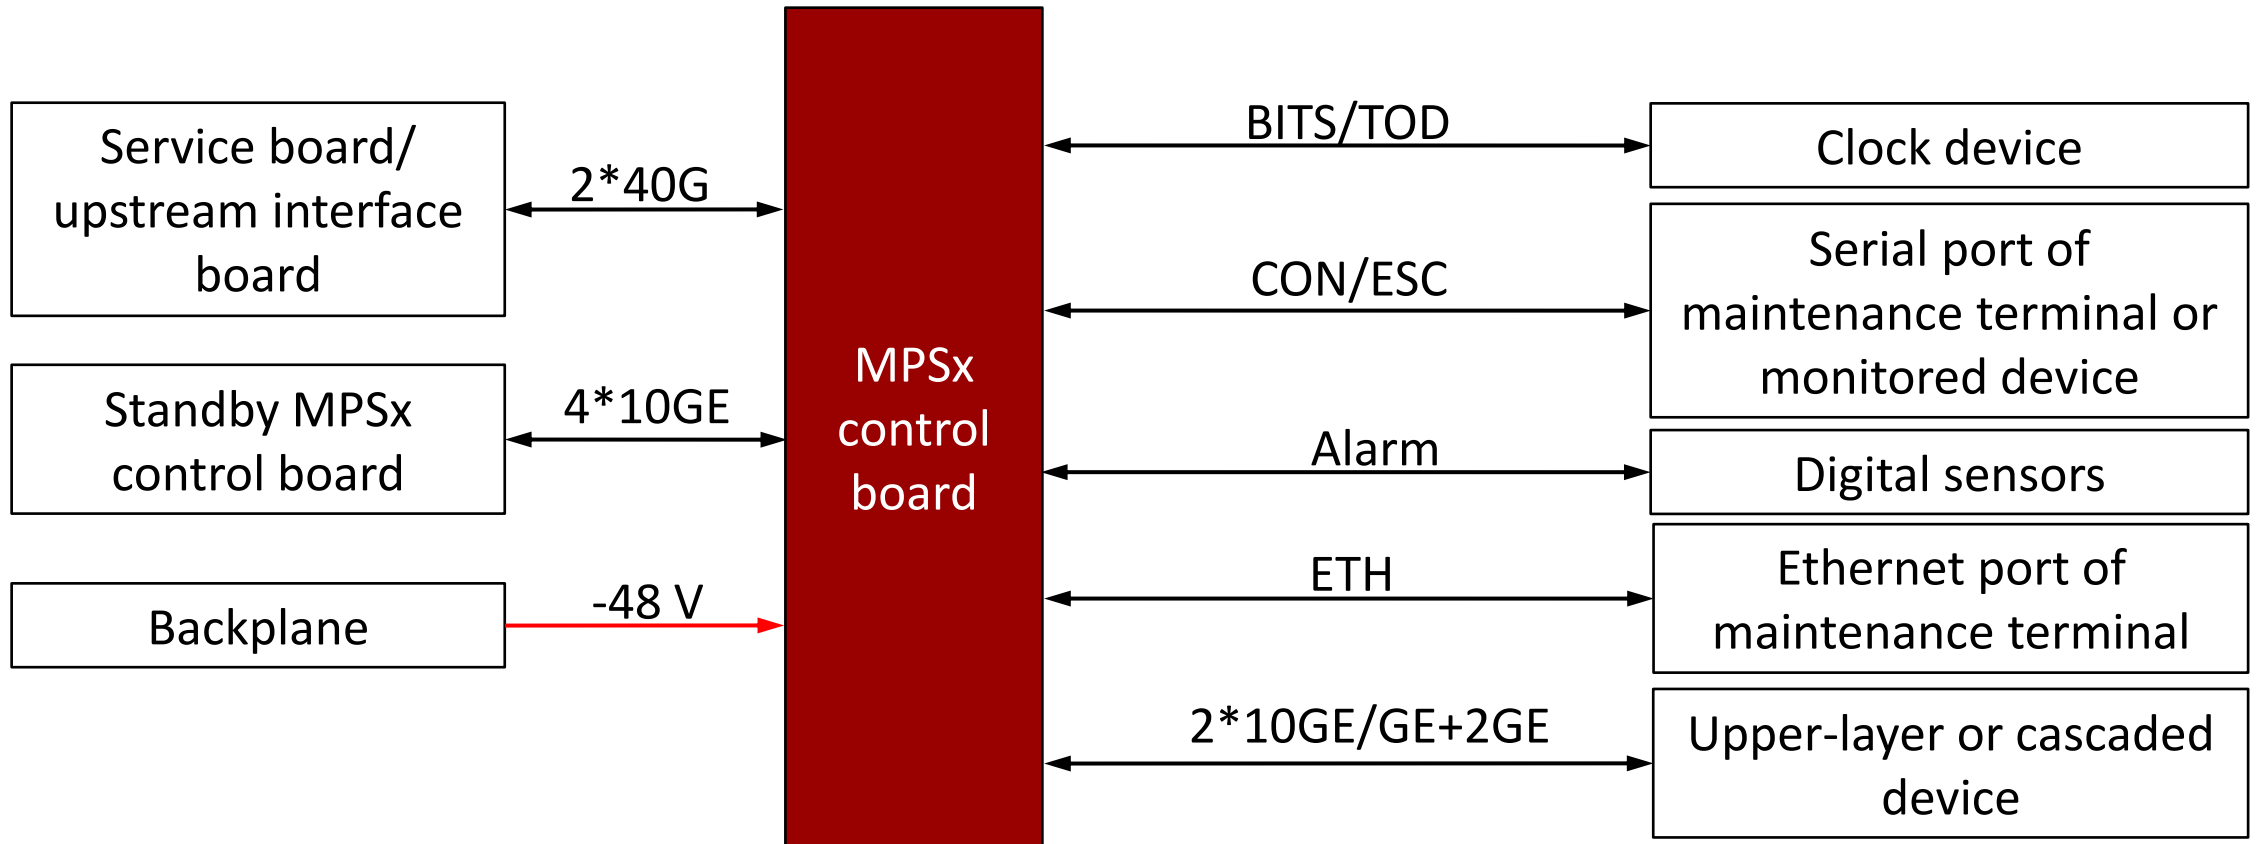 Service board/
upstream interface
board
2*40G
Standby MPSx
control board
4*10GE
Backplane
-48 V
MPSx
control
board
BITS/TOD
Clock device
CON/ESC
Serial port of
maintenance terminal or
monitored device
Alarm
Digital sensors
ETH
Ethernet port of
maintenance terminal
2*10GE/GE+2GE
Upper-layer or cascaded
device